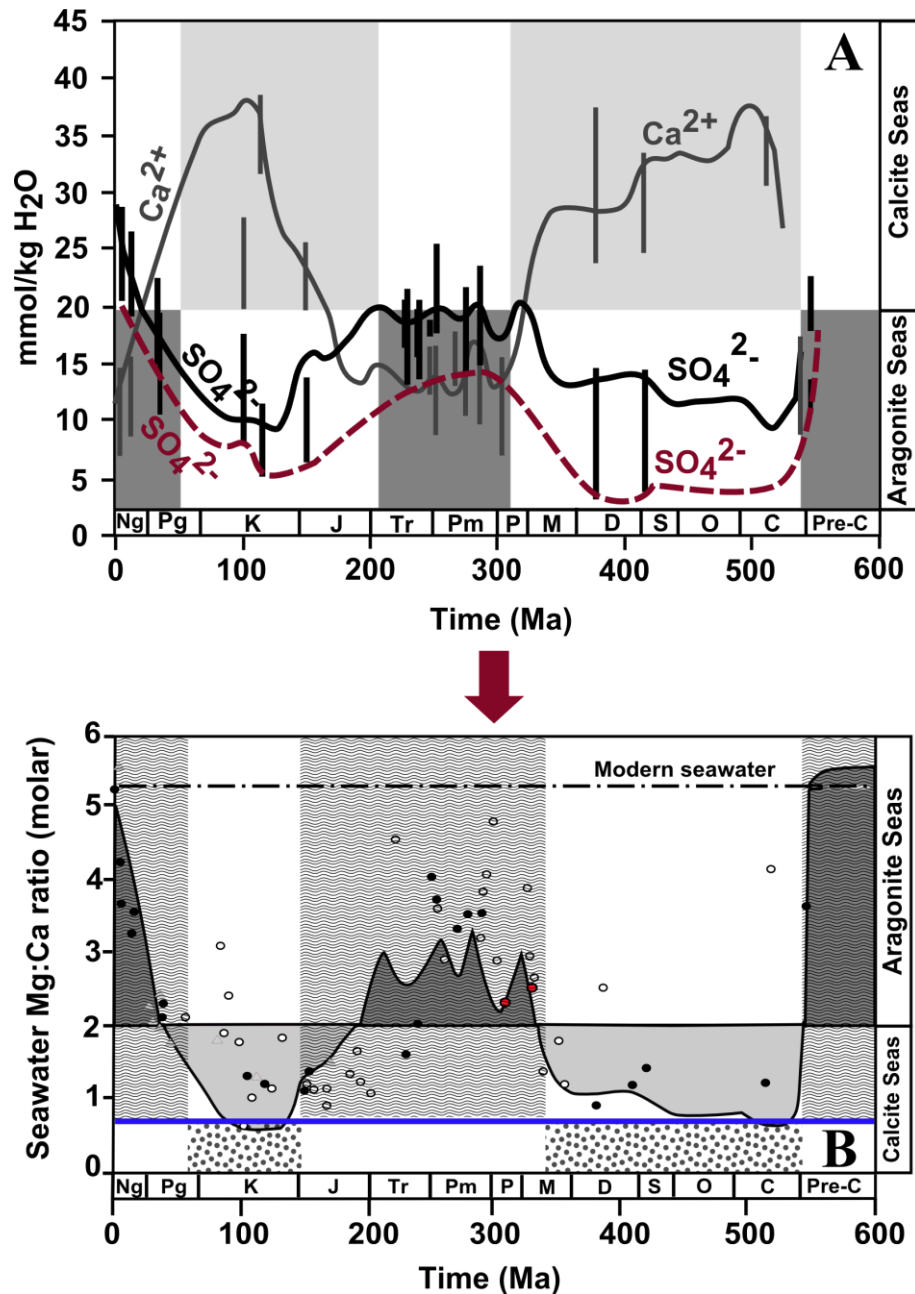 A
45
40
35
30
25
20
15
10
5
0
mmol/kg H2O
Ca2+
Ca2+
SO42-
SO42-
SO42-
SO42-
Calcite Seas
Aragonite Seas
Ng Pg K J Tr Pm P M D S O C Pre-C
0 100 200 300 400 500 600
Time (Ma)
6
5
4
3
2
1
0
Seawater Mg:Ca ratio (molar)
Modern seawater
Aragonite Seas
Calcite Seas
B
Ng Pg K J Tr Pm P M D S O C Pre-C
0 100 200 300 400 500 600
Time (Ma)